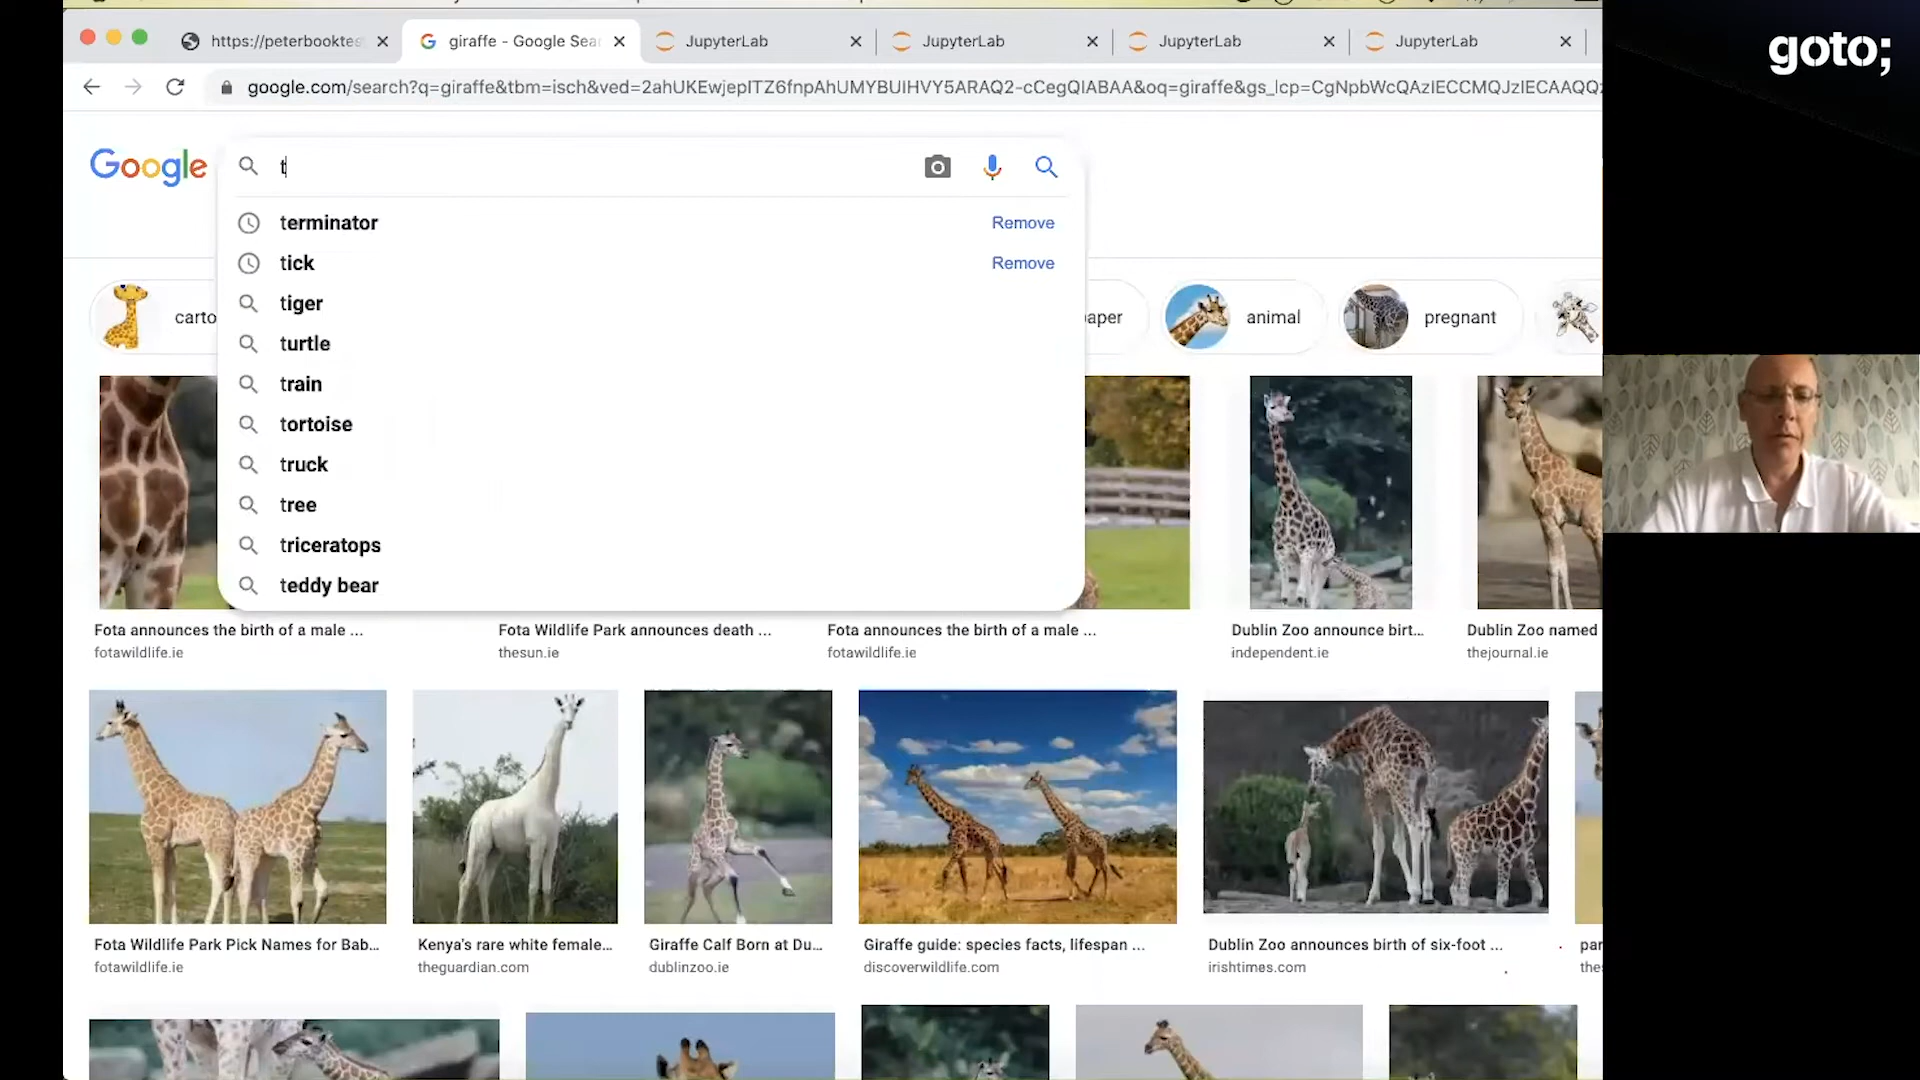 goto;
https://peterbooktes
giraffe - Google Sea
JupyterLab
JupyterLab
JupyterLab
JupyterLab
google.com/search?q=giraffe&tbm=isch&ved=2ahUKEwjepITZ6fnpAhUMYBUIHVY5ARAQ2-cCegQIABAA&oq=giraffe&gs_lcp=CgNpbWcQAzIECCMQJzIECAAQQz
Google
t
terminator
Remove
tick
Remove
tiger
turtle
train
tortoise
truck
tree
triceratops
teddy bear
carto
aper
animal
pregnant
Fota announces the birth of a male ...
fotawildlife.ie
Fota Wildlife Park announces death ...
thesun.ie
Fota announces the birth of a male ...
fotawildlife.ie
Dublin Zoo announce birt...
independent.ie
Dublin Zoo named
thejournal.ie
Fota Wildlife Park Pick Names for Bab...
fotawildlife.ie
Kenya's rare white female...
theguardian.com
Giraffe Calf Born at Du...
dublinzoo.ie
Giraffe guide: species facts, lifespan ...
discoverwildlife.com
Dublin Zoo announces birth of six-foot ...
irishtimes.com
par
the